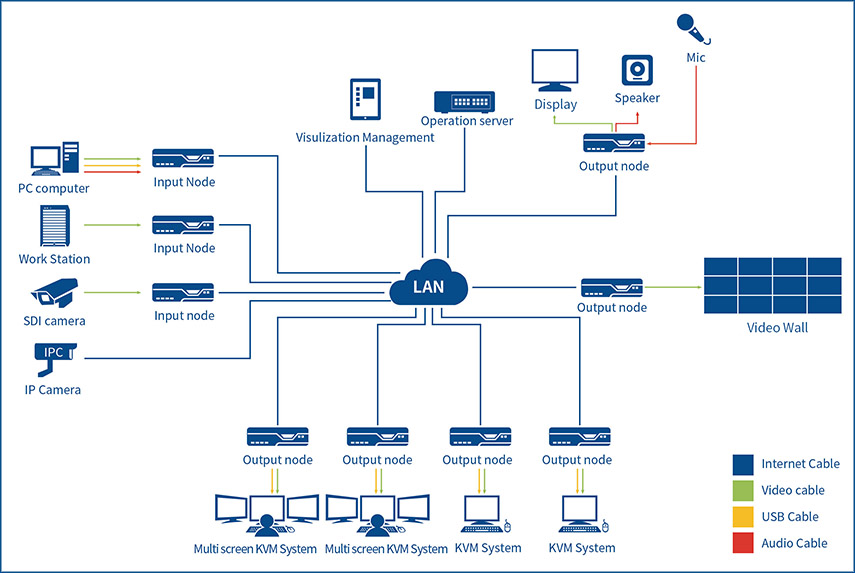 Mic
Display
Speaker
Visulization Management
Operation server
Output node
PC computer
Input Node
Work Station
Input Node
LAN
SDI camera
Input node
Output node
Video Wall
IPC
IP Camera
Output node
Output node
Output node
Output node
Multi screen KVM System
Multi screen KVM System
KVM System
KVM System
Internet Cable
Video cable
USB Cable
Audio Cable